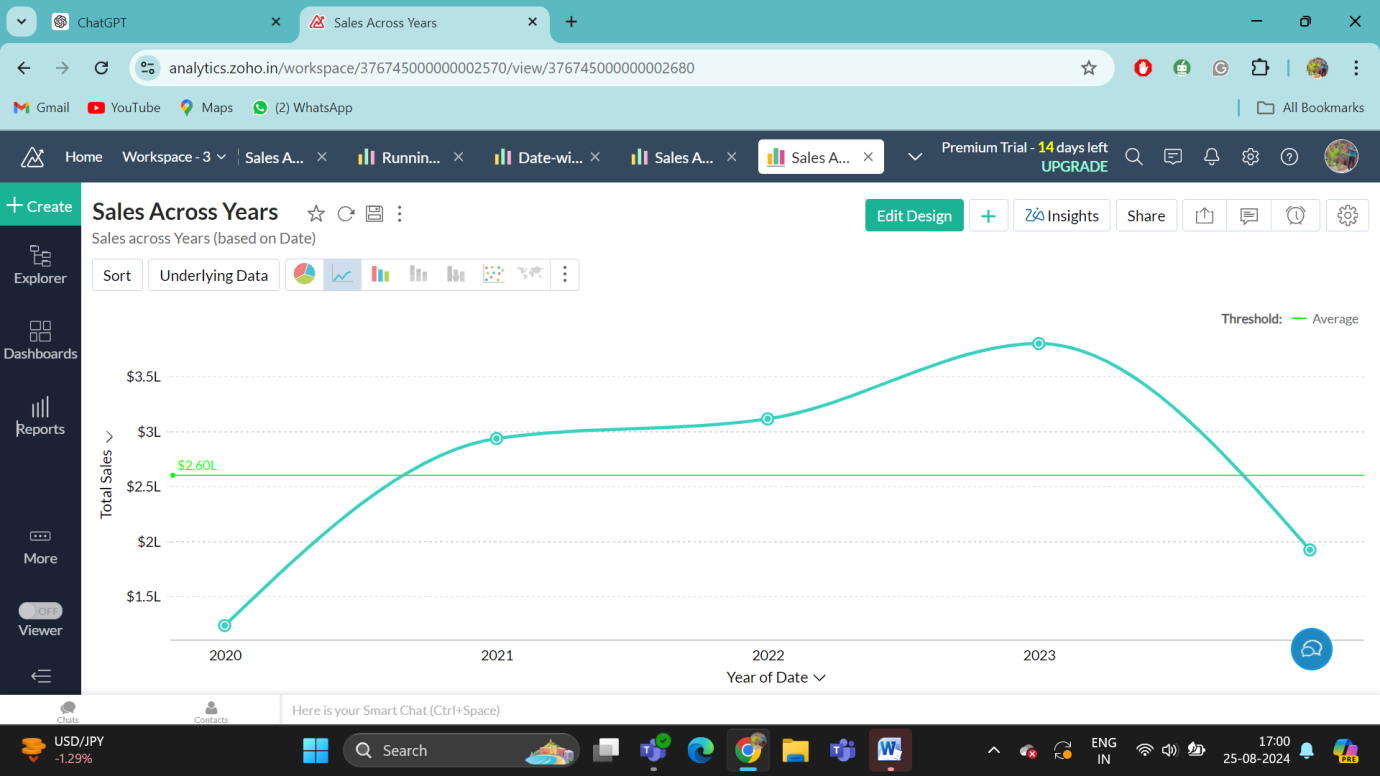 ChatGPT
Sales Across Years
analytics.zoho.in/workspace/376745000000002570/view/376745000000002680
Gmail
YouTube
Maps
(2) WhatsApp
All Bookmarks
Home
Workspace - 3
Sales A...
Runnin...
Date-wi...
Sales A...
Sales A...
Premium Trial - 14 days left
UPGRADE
Create
Explorer
Dashboards
Reports
More
OFF
Viewer
Sales Across Years
Sales across Years (based on Date)
Edit Design
Insights
Share
Sort
Underlying Data
Threshold: Average
$3.5L
$3L
$2.60L
$2.5L
$2L
$1.5L
Total Sales
2020 2021 2022 2023
Year of Date
Chats
Contacts
Here is your Smart Chat (Ctrl+Space)
USD/JPY
-1.29%
Search
ENG
IN
17:00
25-08-2024
PRE